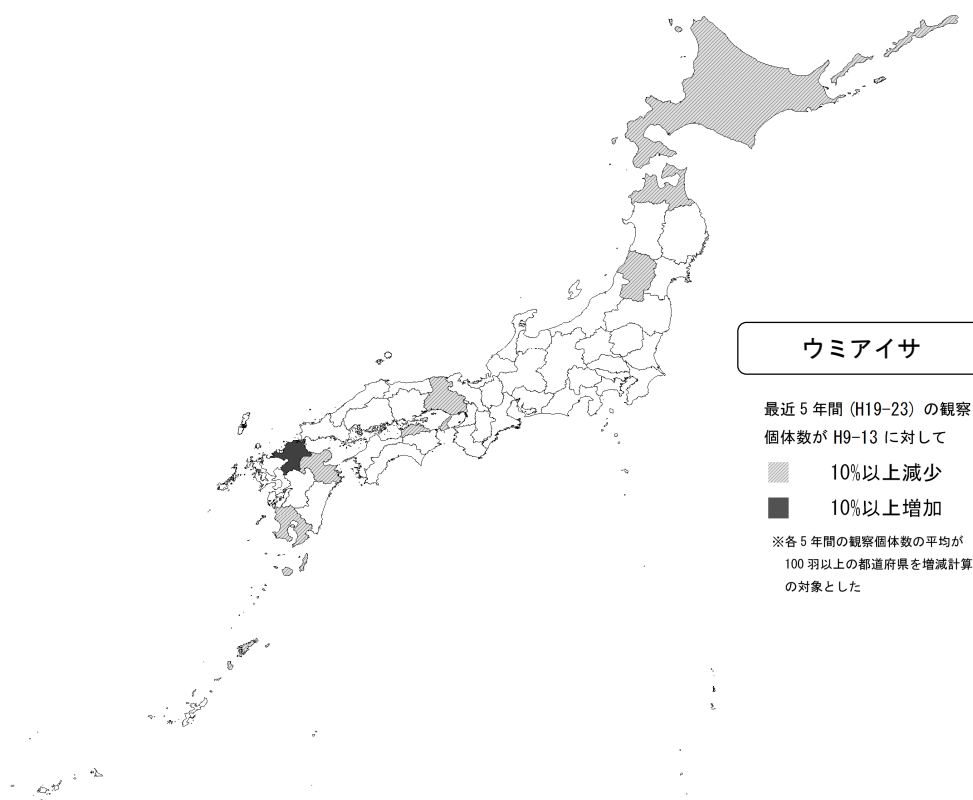 ウミアイサ
最近5年間(H19-23)の観察
個体数がH9-13に対して
10%以上減少
10%以上増加
※各5年間の観察個体数の平均が
100羽以上の都道府県を増減計算
の対象とした